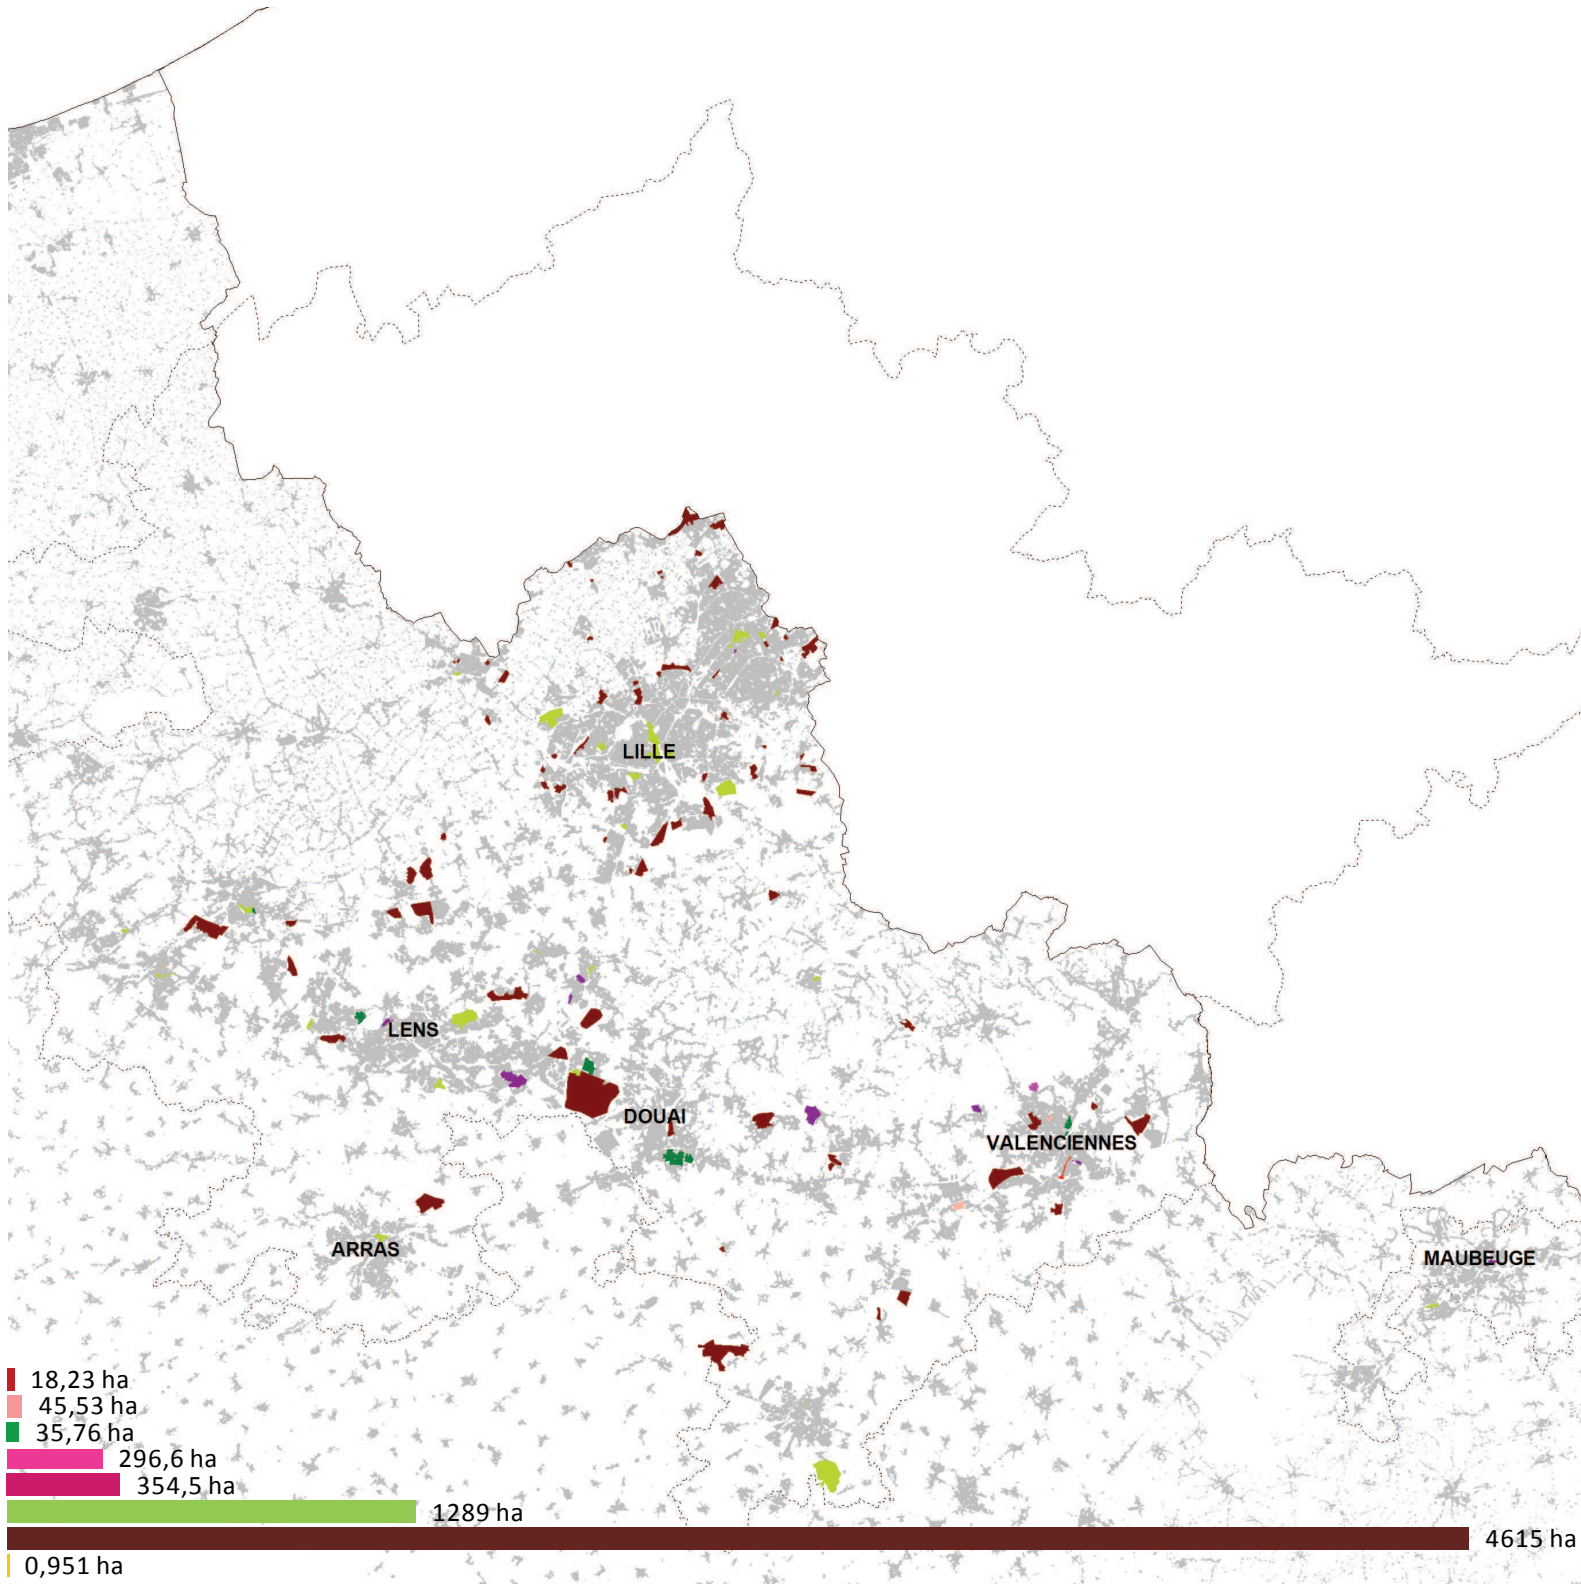 LILLE
LENS
DOUAI
VALENCIENNES
ARRAS
MAUBEUGE
18,23 ha
45,53 ha
35,76 ha
296,6 ha
354,5 ha
1289 ha
4615 ha
0,951 ha